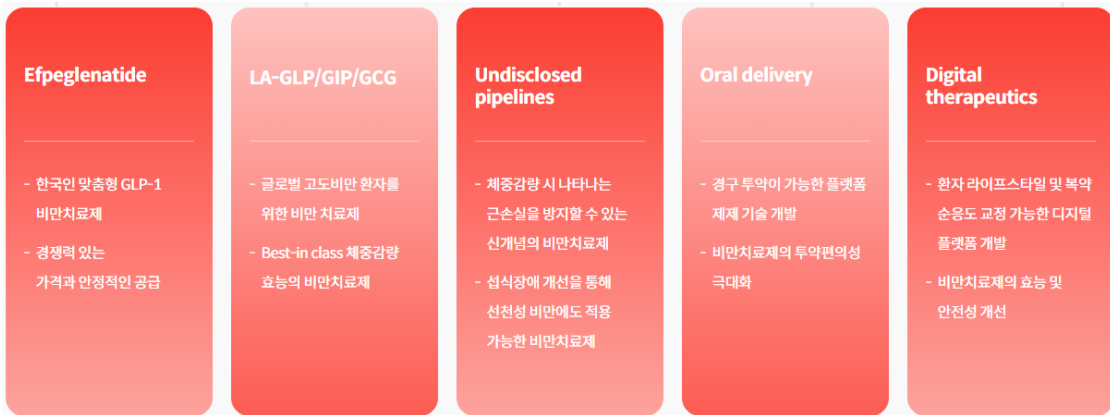 Efpeglenatide
- 한국인 맞춤형 GLP-1
비만치료제
- 경쟁력 있는
가격과 안정적인 공급
LA-GLP/GIP/GCG
- 글로벌 고도비만 환자를
위한 비만 치료제
- Best-in class 체중감량
효능의 비만치료제
Undisclosed
pipelines
- 체중감량 시 나타나는
근손실을 방지할 수 있는
신개념의 비만치료제
- 섭식장애 개선을 통해
선천성 비만에도 적용
가능한 비만치료제
Oral delivery
- 경구 투약이 가능한 플랫폼
제제 기술 개발
- 비만치료제의 투약편의성
극대화
Digital
therapeutics
- 환자 라이프스타일 및 복약
순응도 교정 가능한 디지털
플랫폼 개발
- 비만치료제의 효능 및
안전성 개선